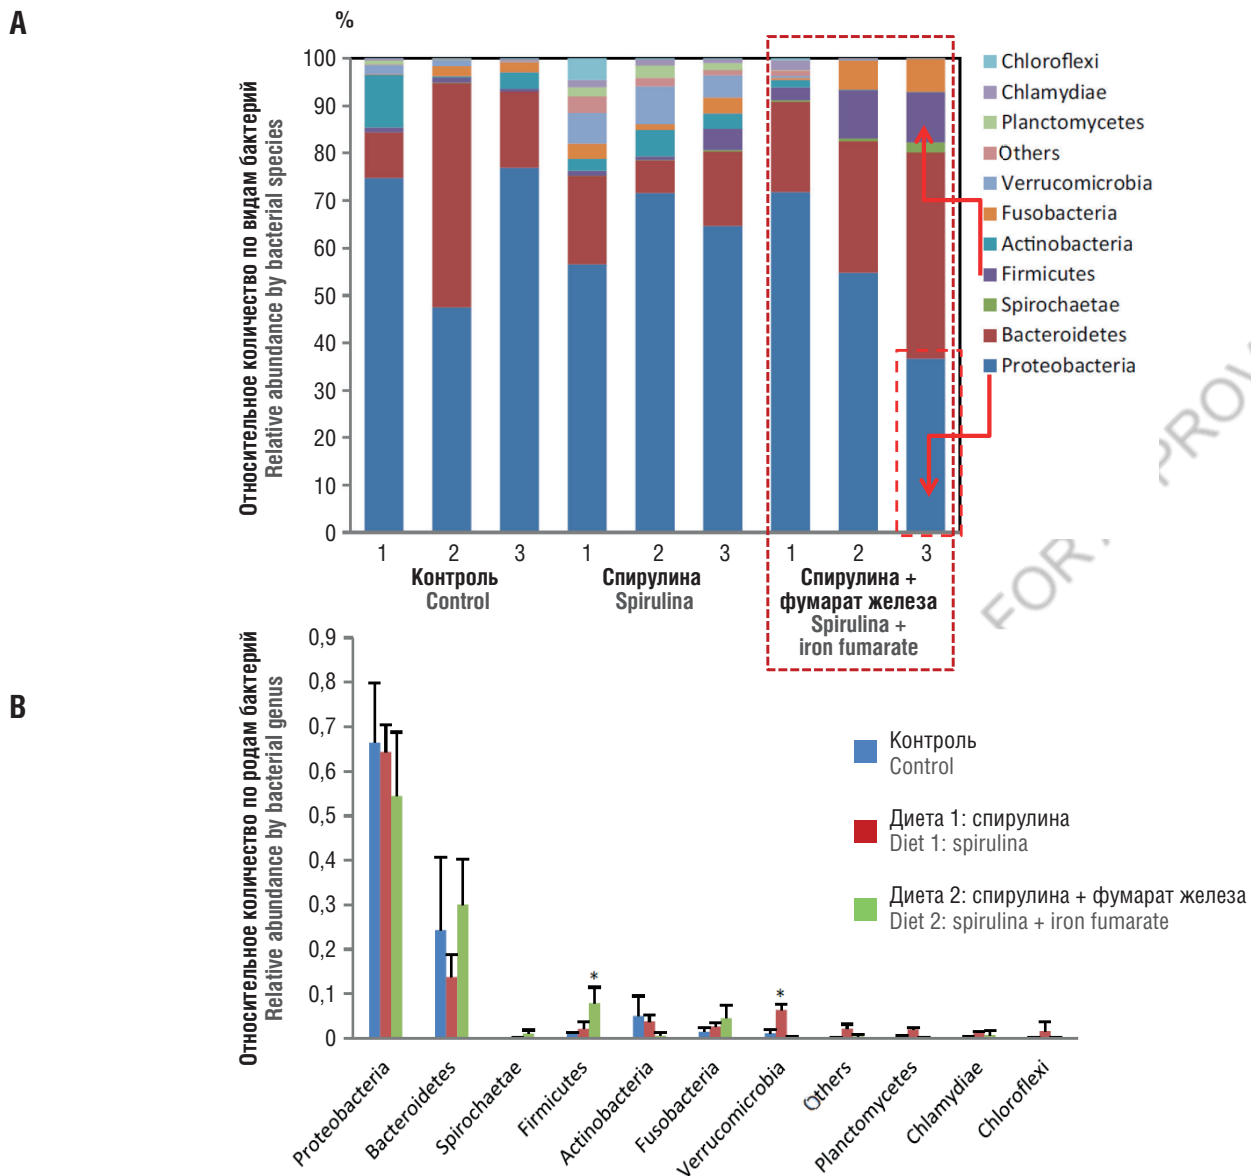 A
%
Относительное количество по видам бактерий
Relative abundance by bacterial species
100
90
80
70
60
50
40
30
20
10
0
1 2 3 1 2 3 1 2 3
Контроль
Control
Спирулина
Spirulina
Спирулина +
фумарат железа
Spirulina +
iron fumarate
Chloroflexi
Chlamydiae
Planctomycetes
Others
Verrucomicrobia
Fusobacteria
Actinobacteria
Firmicutes
Spirochaetae
Bacteroidetes
Proteobacteria
FOR
PROV
B
Относительное количество по родам бактерий
Relative abundance by bacterial genus
0,9
0,8
0,7
0,6
0,5
0,4
0,3
0,2
0,1
0
*
*
Контроль
Control
Диета 1: спирулина
Diet 1: spirulina
Диета 2: спирулина + фумарат железа
Diet 2: spirulina + iron fumarate
Proteobacteria
Bacteroidetes
Spirochaetae
Firmicutes
Actinobacteria
Fusobacteria
Verrucomicrobia
Others
Planctomycetes
Chlamydiae
Chloroflexi